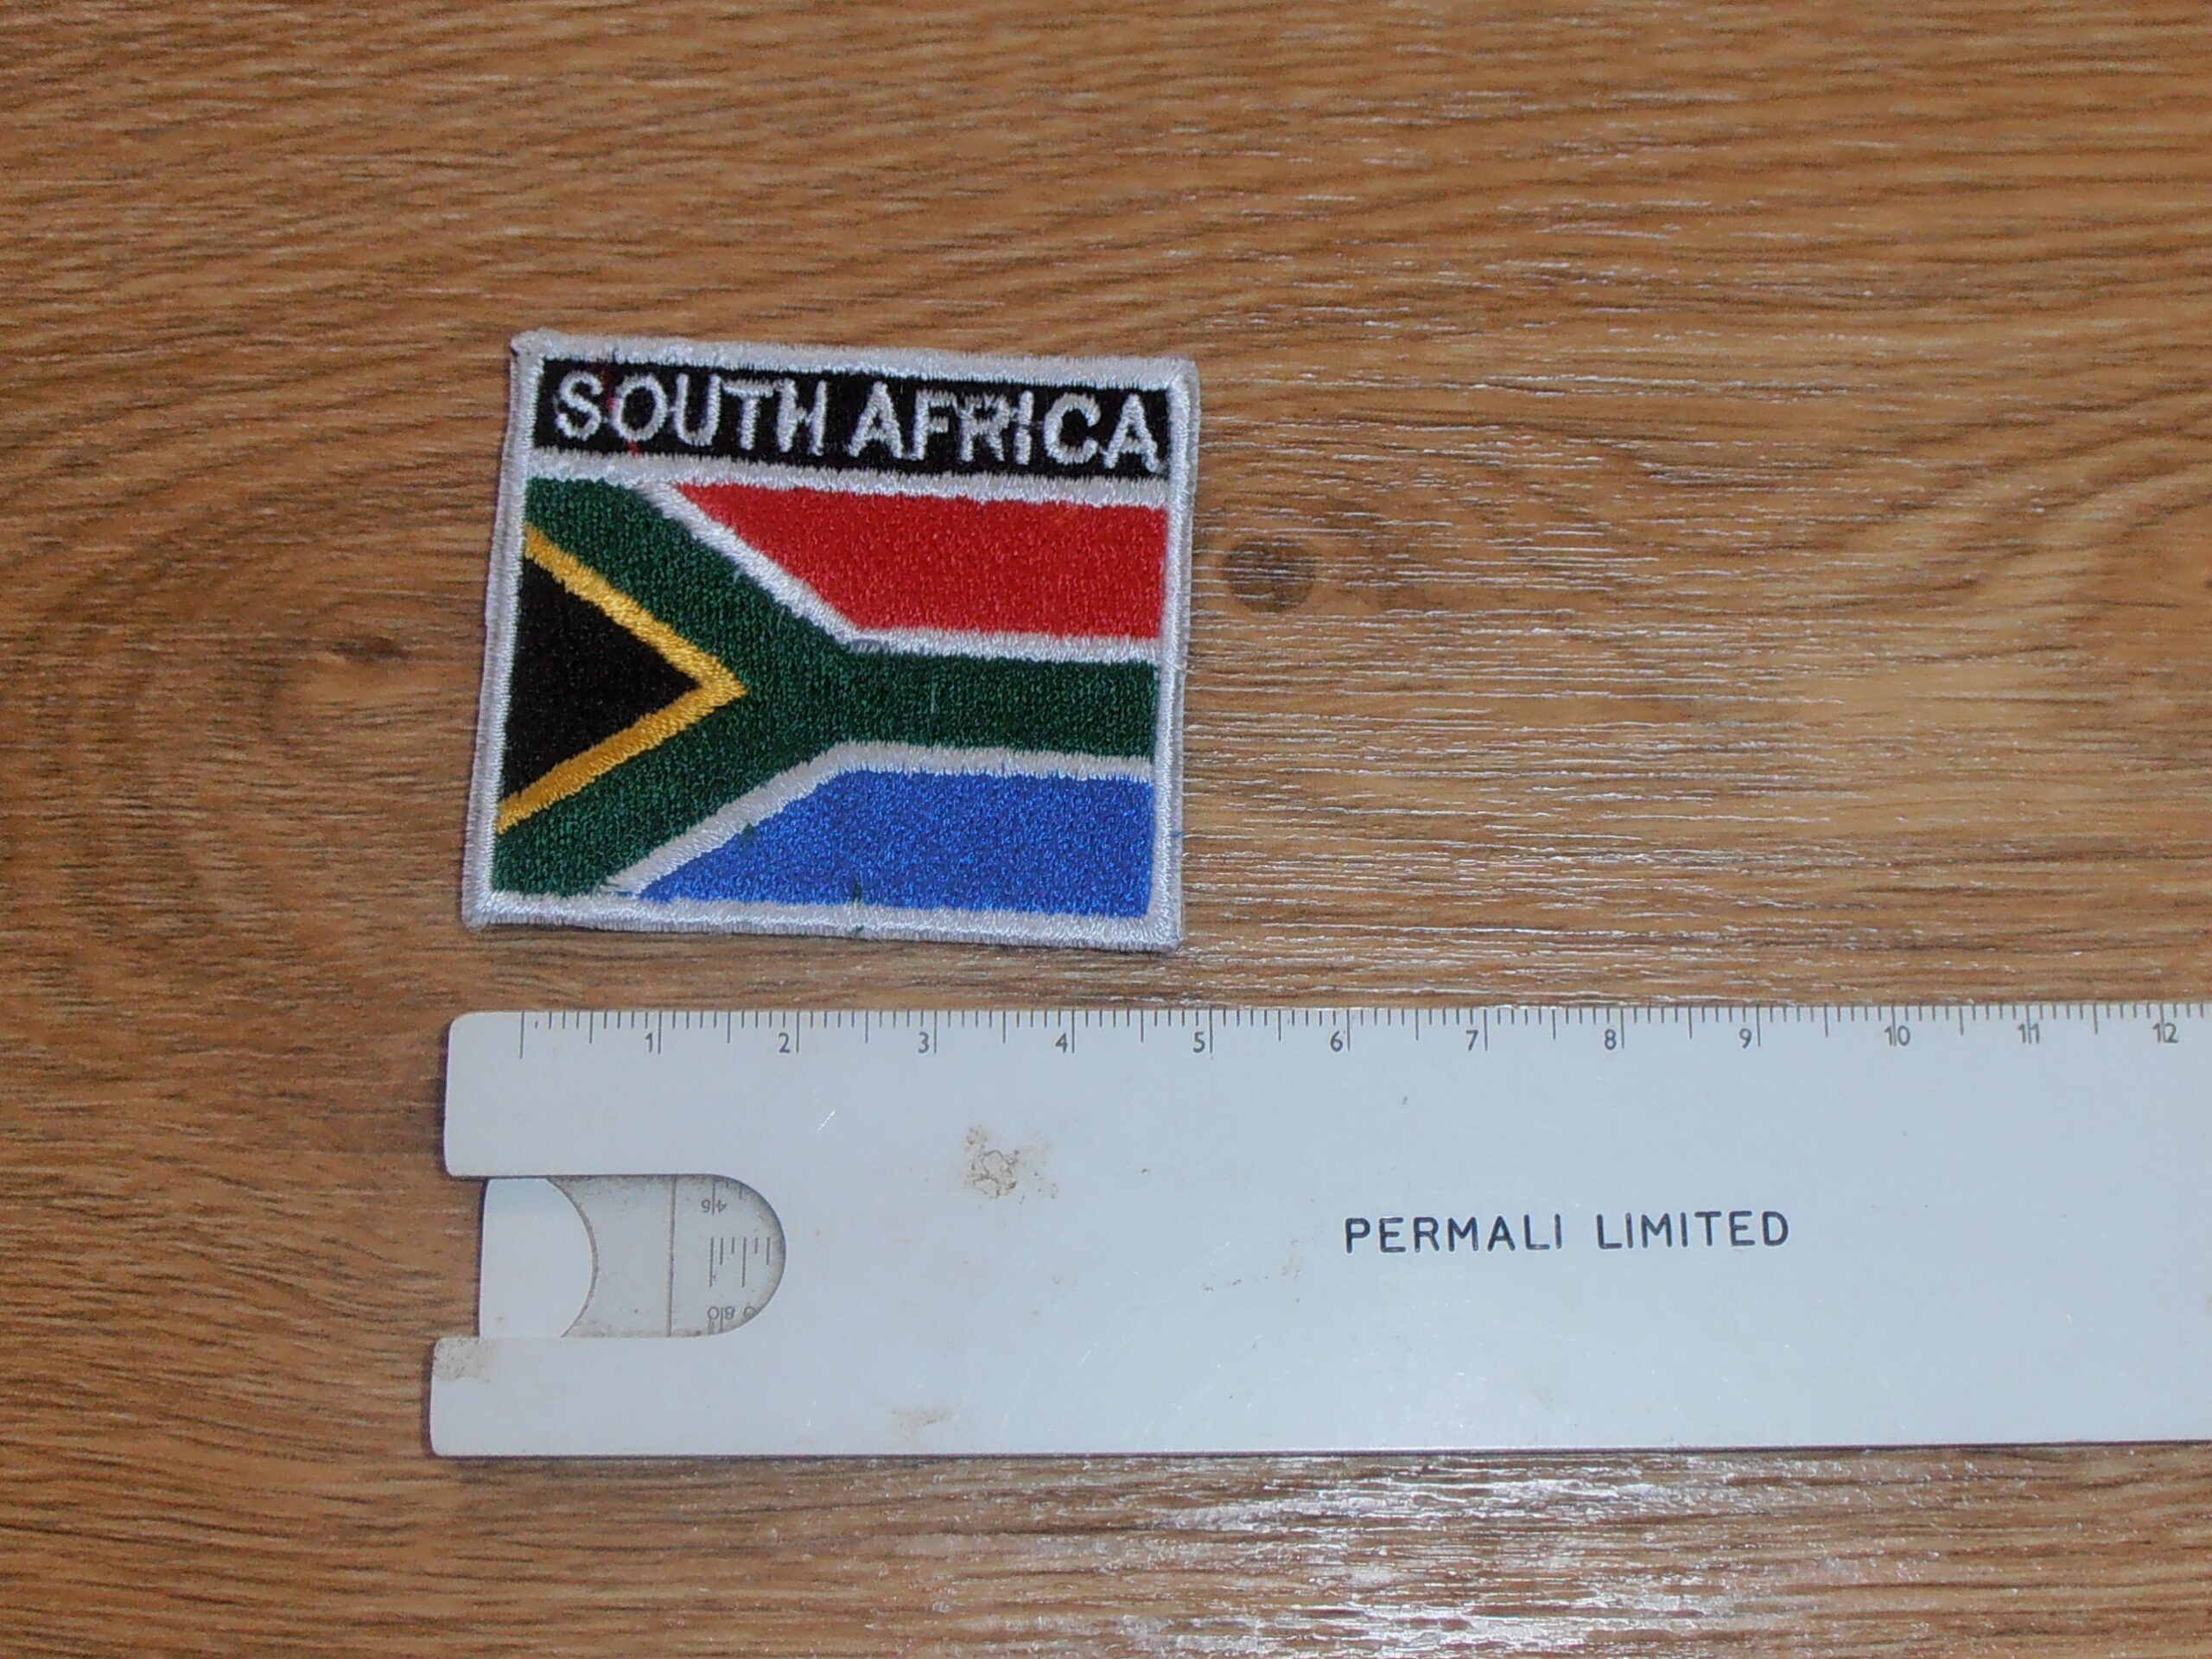 SOUTH AFRICA
1 2 3 4 5 6 7 8 9 10 11 12
PERMALI LIMITED